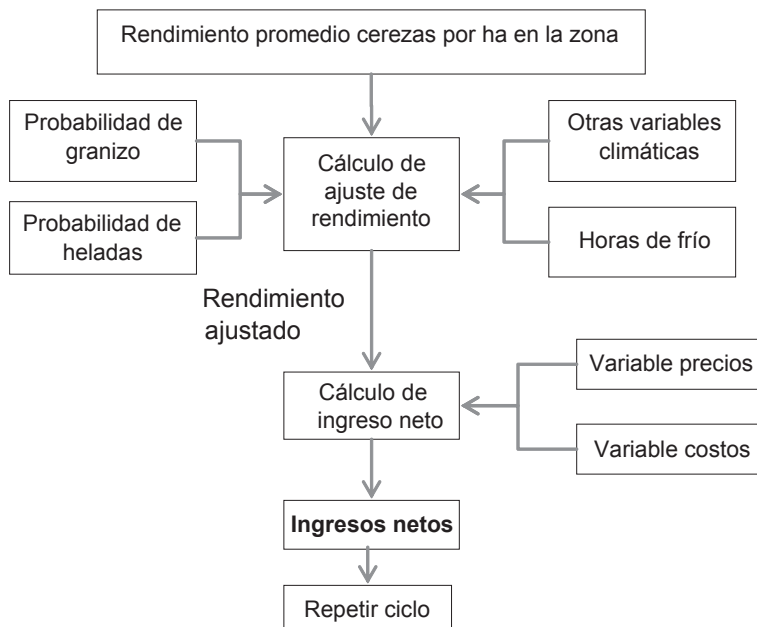 Rendimiento promedio cerezas por ha en la zona
Probabilidad de
granizo
Probabilidad de
heladas
Cálculo de
ajuste de
rendimiento
Otras variables
climáticas
Horas de frío
Rendimiento
ajustado
Cálculo de
ingreso neto
Variable precios
Variable costos
Ingresos netos
Repetir ciclo